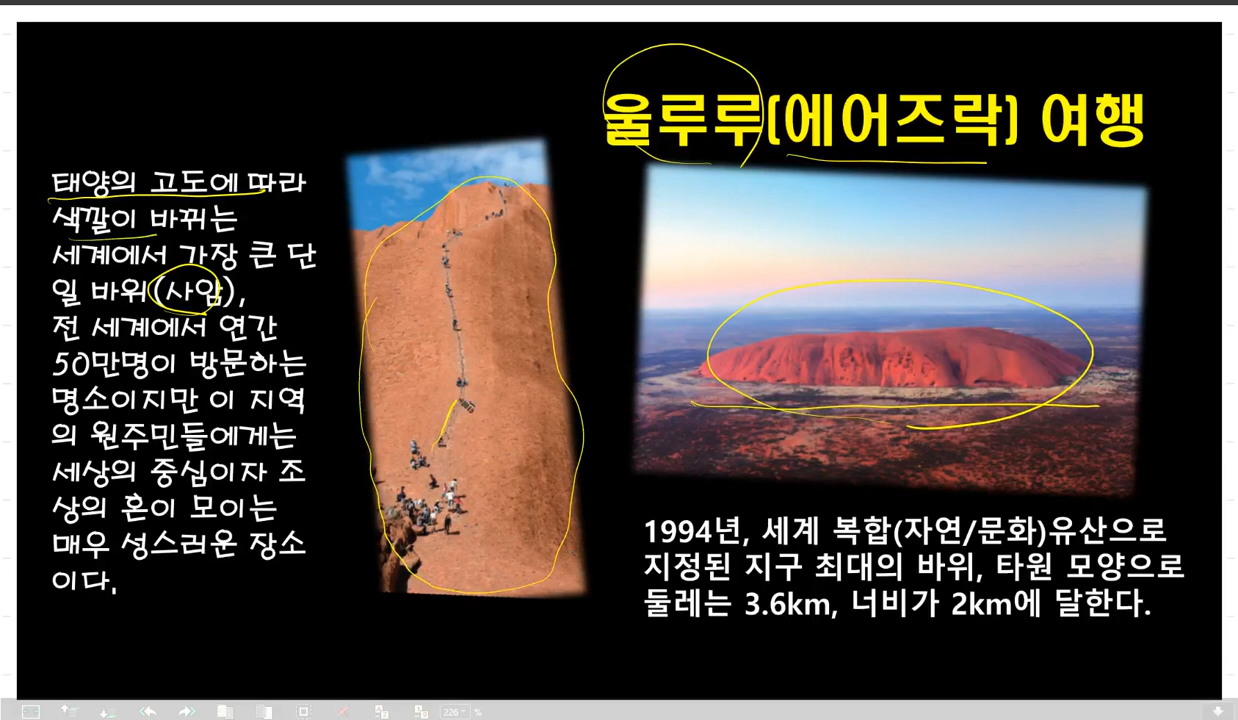 울루루(에어즈락) 여행
태양의 고도에 따라
색깔이 바뀌는
세계에서 가장 큰 단
일 바위(사암),
전 세계에서 연간
50만명이 방문하는
명소이지만 이 지역
의 원주민들에게는
세상의 중심이자 조
상의 혼이 모이는
매우 성스러운 장소
이다.
1994년, 세계 복합(자연/문화)유산으로
지정된 지구 최대의 바위, 타원 모양으로
둘레는 3.6km, 너비가 2km에 달한다.
226 %